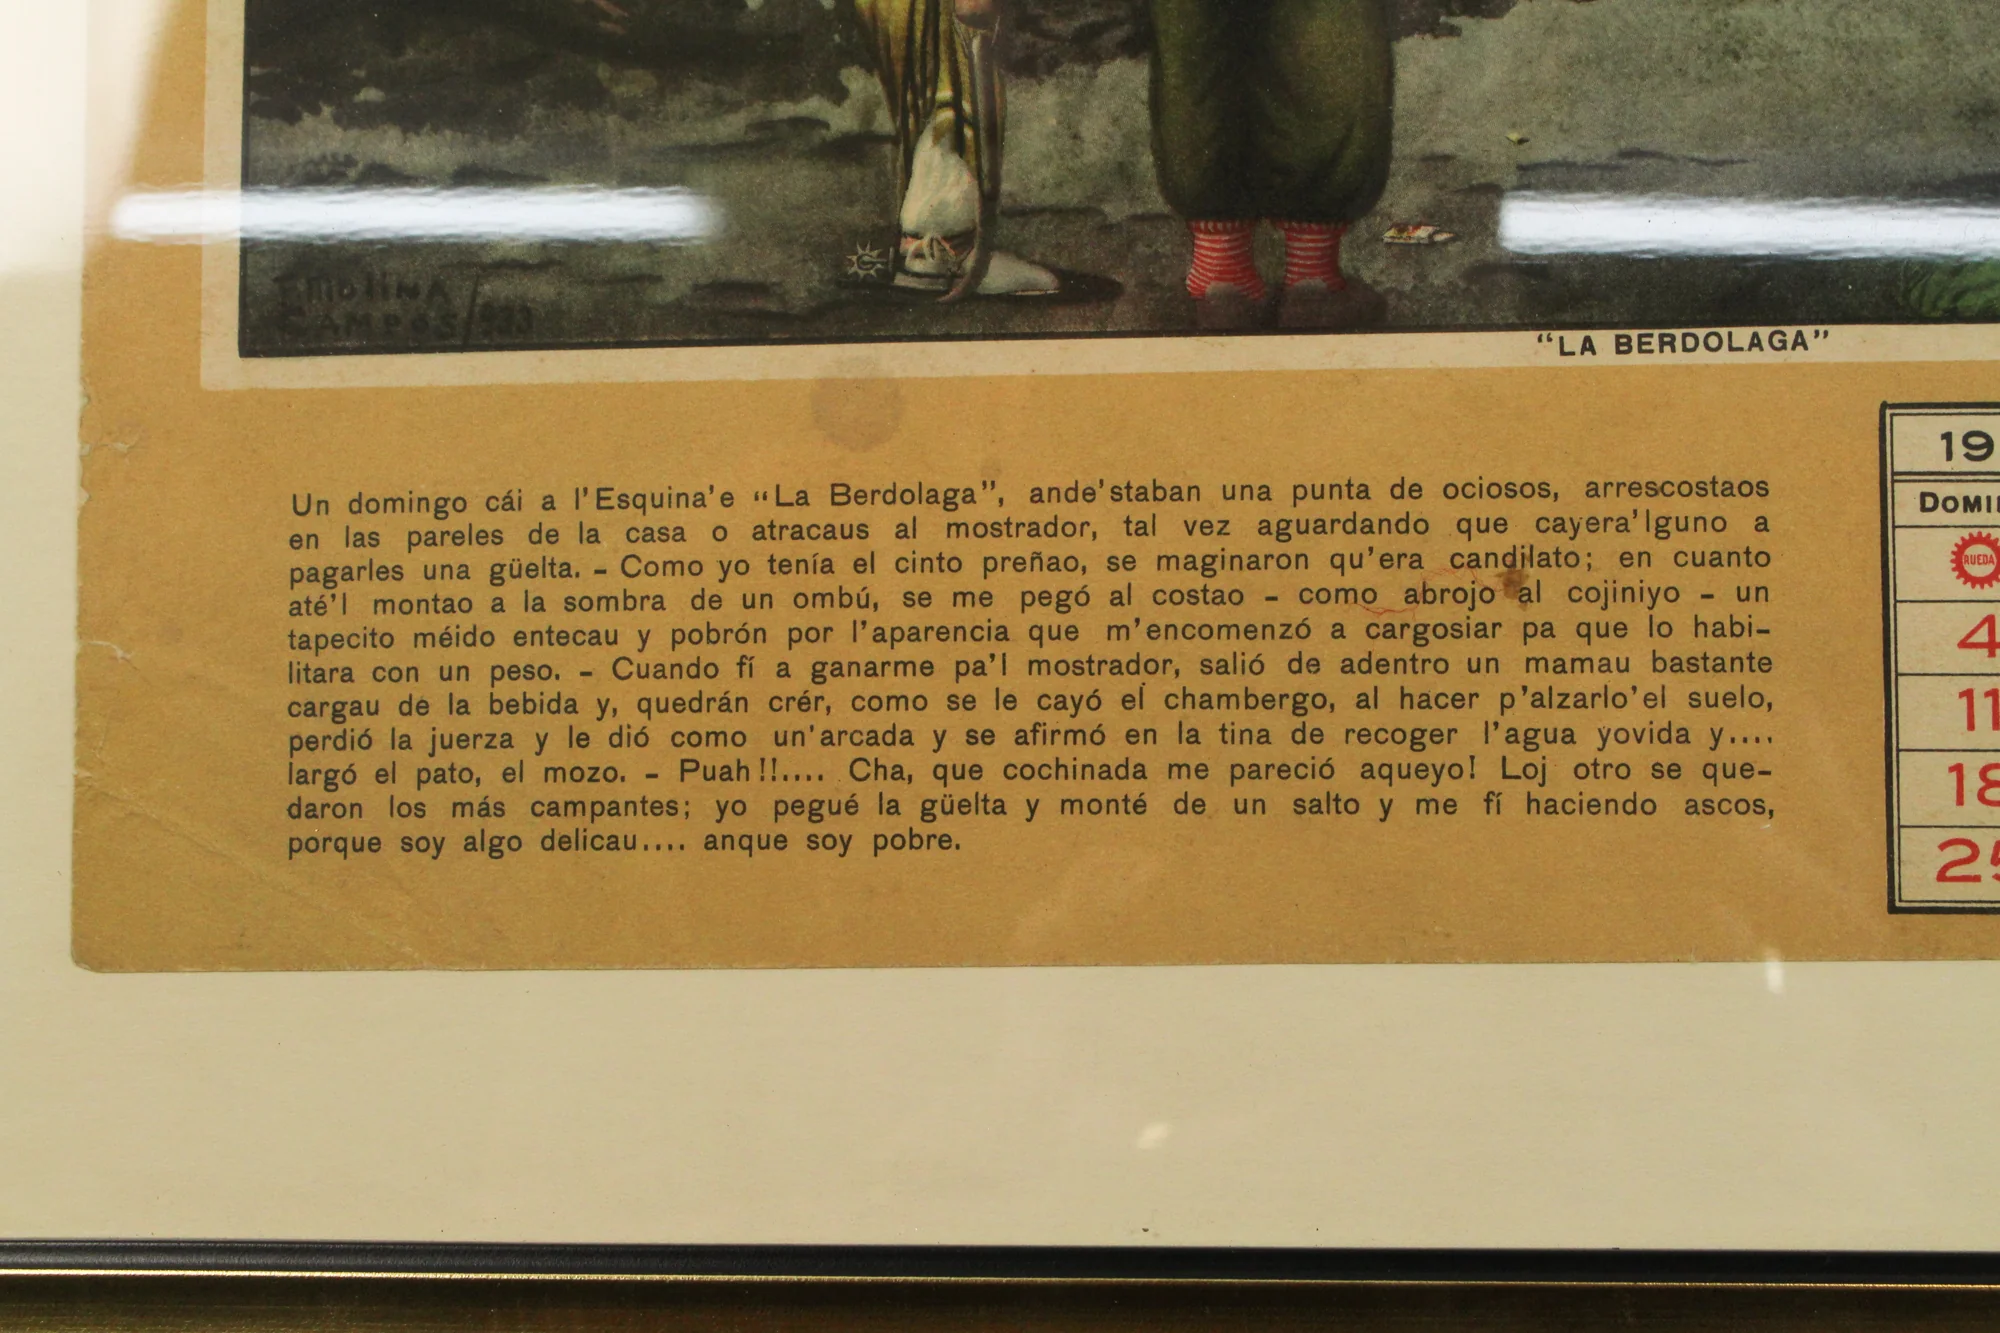 F. MOLINA
CAMPOS/933
“LA BERDOLAGA”
Un domingo cái a l'Esquina'e “La Berdolaga”, ande'staban una punta de ociosos, arrescostaos
en las pareles de la casa o atracaus al mostrador, tal vez aguardando que cayera'lguno a
pagarles una güelta. – Como yo tenía el cinto preñao, se maginaron qu'era candilato; en cuanto
até'l montao a la sombra de un ombú, se me pegó al costao – como abrojo al cojiniyo – un
tapecito méido entecau y pobrón por l'aparencia que m'encomenzó a cargosiar pa que lo habi–
litara con un peso. – Cuando fí a ganarme pa'l mostrador, salió de adentro un mamau bastante
cargau de la bebida y, quedrán crér, como se le cayó el chambergo, al hacer p'alzarlo'el suelo,
perdió la juerza y le dió como un'arcada y se afirmó en la tina de recoger l'agua yovida y....
largó el pato, el mozo. – Puah!!.... Cha, que cochinada me pareció aqueyo! Loj otro se que–
daron los más campantes; yo pegué la güelta y monté de un salto y me fí haciendo ascos,
porque soy algo delicau.... anque soy pobre.
19
DOMI
RUEDA
4
11
18
25